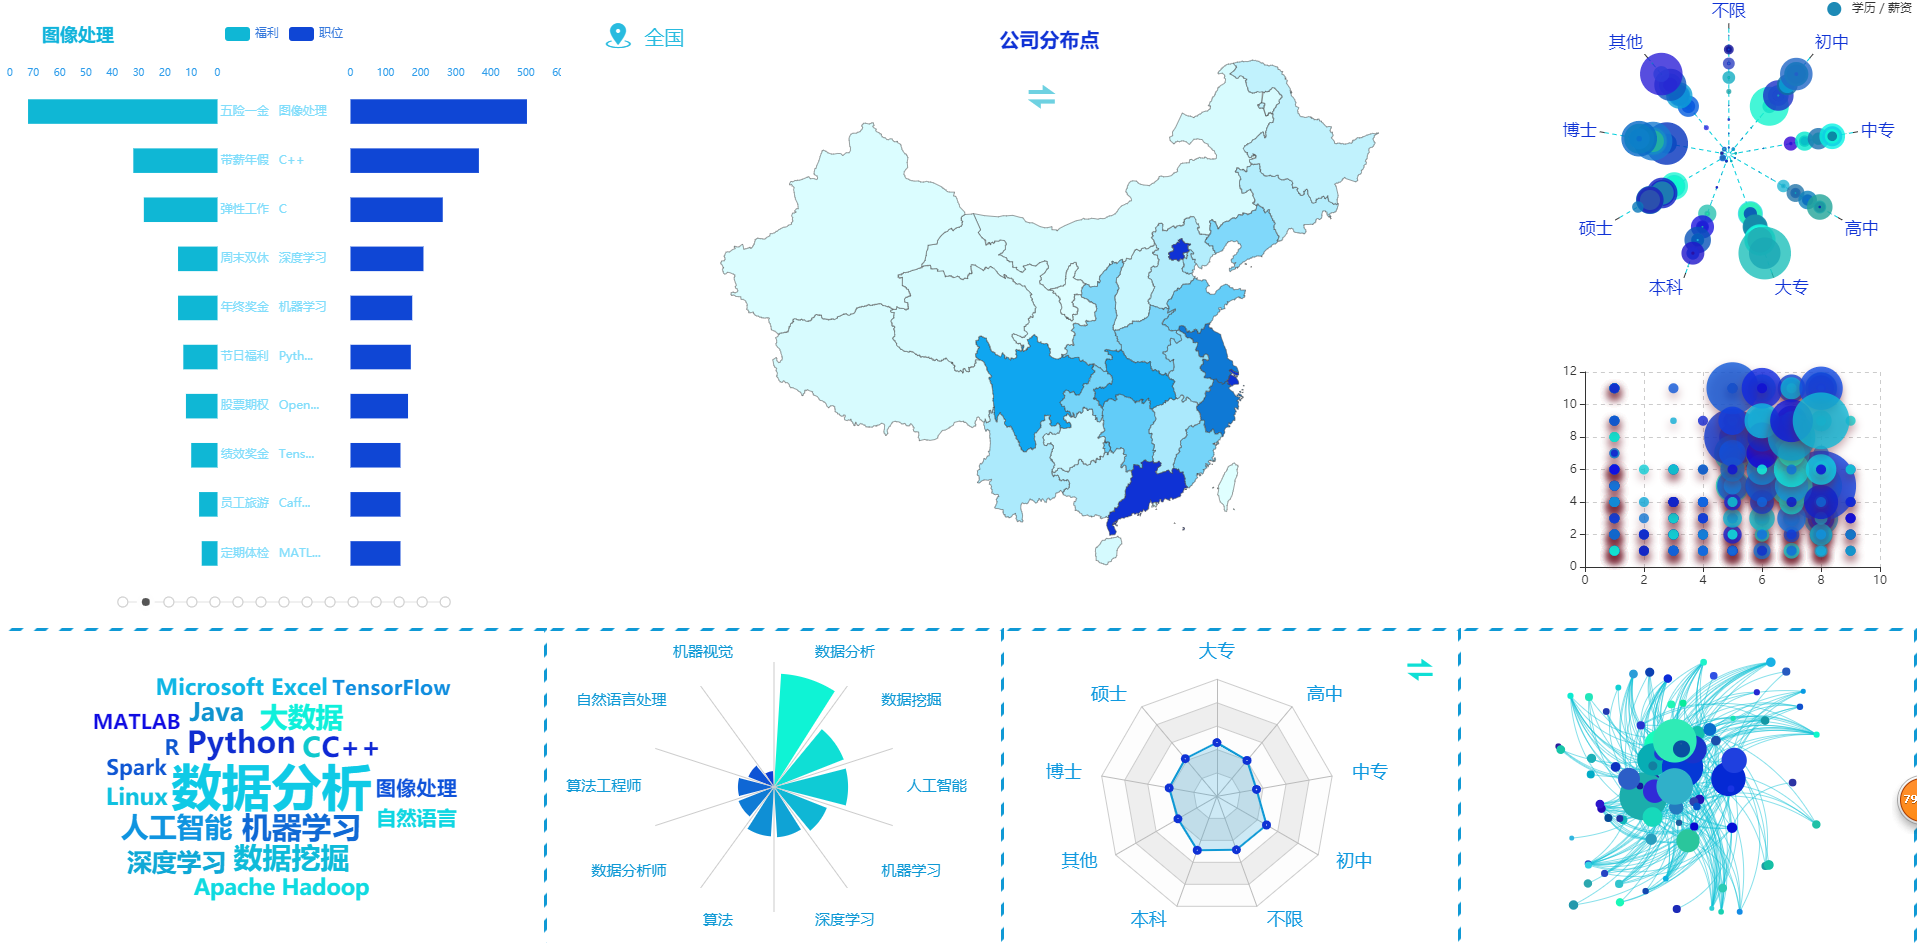 图像处理
福利 职位
0 70 60 50 40 30 20 10 0
0 100 200 300 400 500 60
五险一金 图像处理
带薪年假 C++
弹性工作 C
周末双休 深度学习
年终奖金 机器学习
节日福利 Pyth...
股票期权 Open...
绩效奖金 Tens...
员工旅游 Caff...
定期体检 MATL...
全国
公司分布点
学历 / 薪资
不限
初中
中专
高中
大专
本科
硕士
博士
其他
12
10
8
6
4
2
0
0 2 4 6 8 10
Microsoft Excel TensorFlow
MATLAB Java 大数据
R Python C C++
Spark 数据分析 图像处理
Linux 自然语言
人工智能 机器学习
深度学习 数据挖掘
Apache Hadoop
机器视觉 数据分析
自然语言处理 数据挖掘
算法工程师 人工智能
数据分析师 机器学习
算法 深度学习
大专
硕士 高中
博士 中专
其他 初中
本科 不限
79